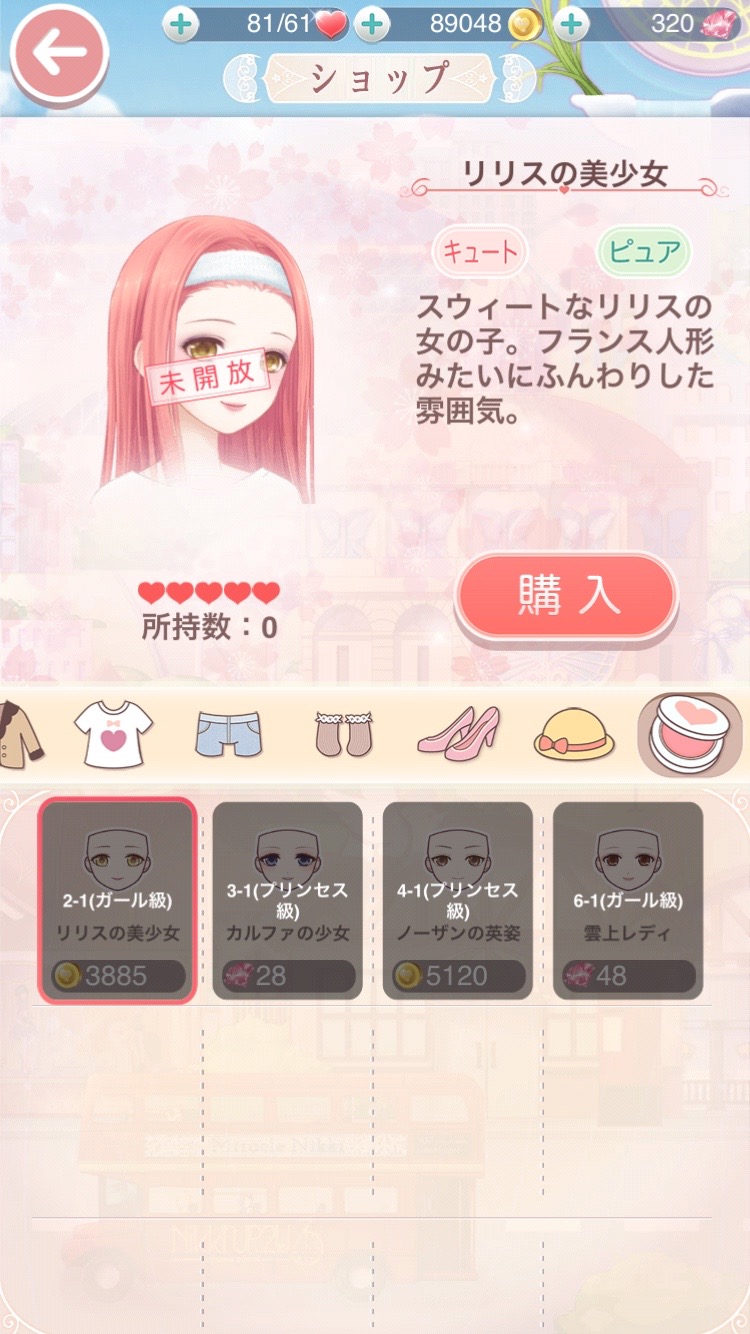 81/61
89048
320
ショップ
リリスの美少女
キュート
ピュア
スウィートなリリスの
女の子。フランス人形
みたいにふんわりした
雰囲気。
未開放
所持数：0
購入
2-1(ガール級)
リリスの美少女
3885
3-1(プリンセス
級)
カルファの少女
28
4-1(プリンセス
級)
ノーザンの英姿
5120
6-1(ガール級)
雲上レディ
48
Miracle Nikki